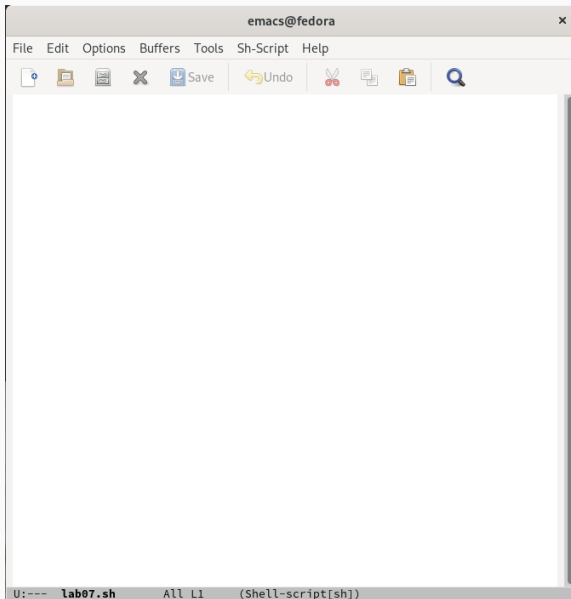 emacs@fedora ×
File Edit Options Buffers Tools Sh-Script Help
Save Undo
U:--- lab07.sh All L1 (Shell-script[sh])